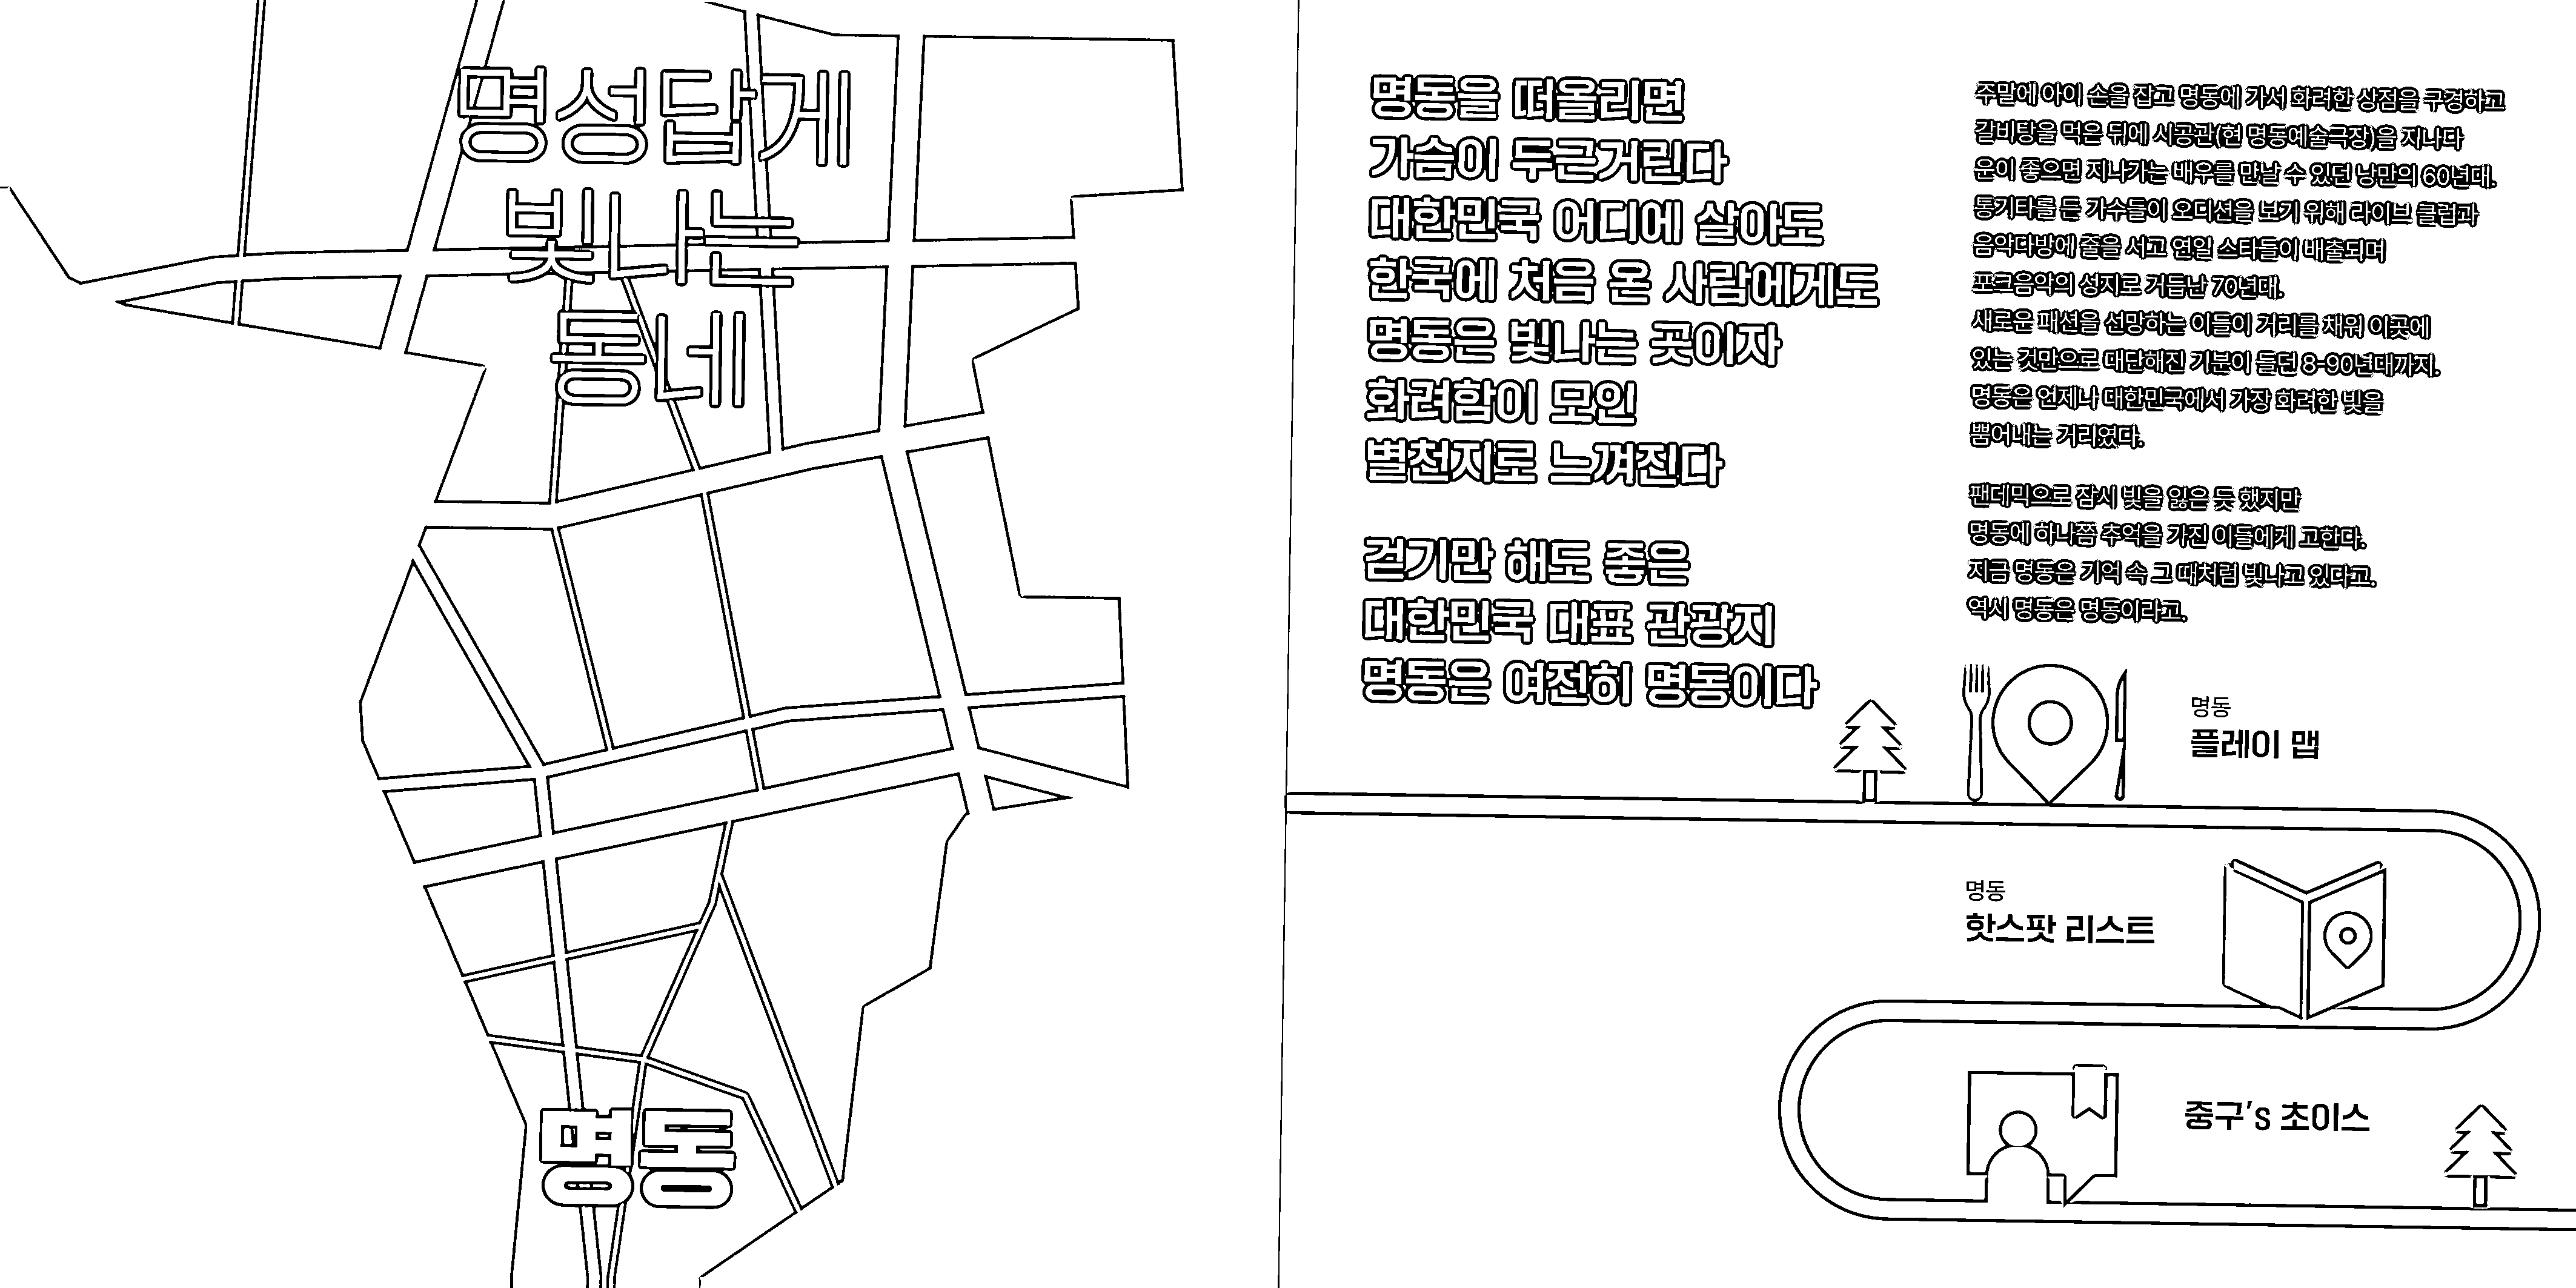 명성답게
빛나는
동네
명동
명동을 떠올리면
가슴이 두근거린다
대한민국 어디에 살아도
한국에 처음 온 사람에게도
명동은 빛나는 곳이자
화려함이 모인
별천지로 느껴진다
걷기만 해도 좋은
대한민국 대표 관광지
명동은 여전히 명동이다
주말에 아이 손을 잡고 명동에 가서 화려한 상점을 구경하고
갈비탕을 먹은 뒤에 시공관(현 명동예술극장)을 지나다
운이 좋으면 지나가는 배우를 만날 수 있던 낭만의 60년대.
통기타를 든 가수들이 오디션을 보기 위해 라이브 클럽과
음악다방에 줄을 서고 연일 스타들이 배출되며
포크음악의 성지로 거듭난 70년대.
새로운 패션을 선망하는 이들이 거리를 채워 이곳에
있는 것만으로 대단해진 기분이 들던 8-90년대까지.
명동은 언제나 대한민국에서 가장 화려한 빛을
뿜어내는 거리였다.
팬데믹으로 잠시 빛을 잃은 듯 했지만
명동에 하나쯤 추억을 가진 이들에게 고한다.
지금 명동은 기억 속 그 때처럼 빛나고 있다고.
역시 명동은 명동이라고.
명동
플레이 맵
명동
핫스팟 리스트
중구's 초이스